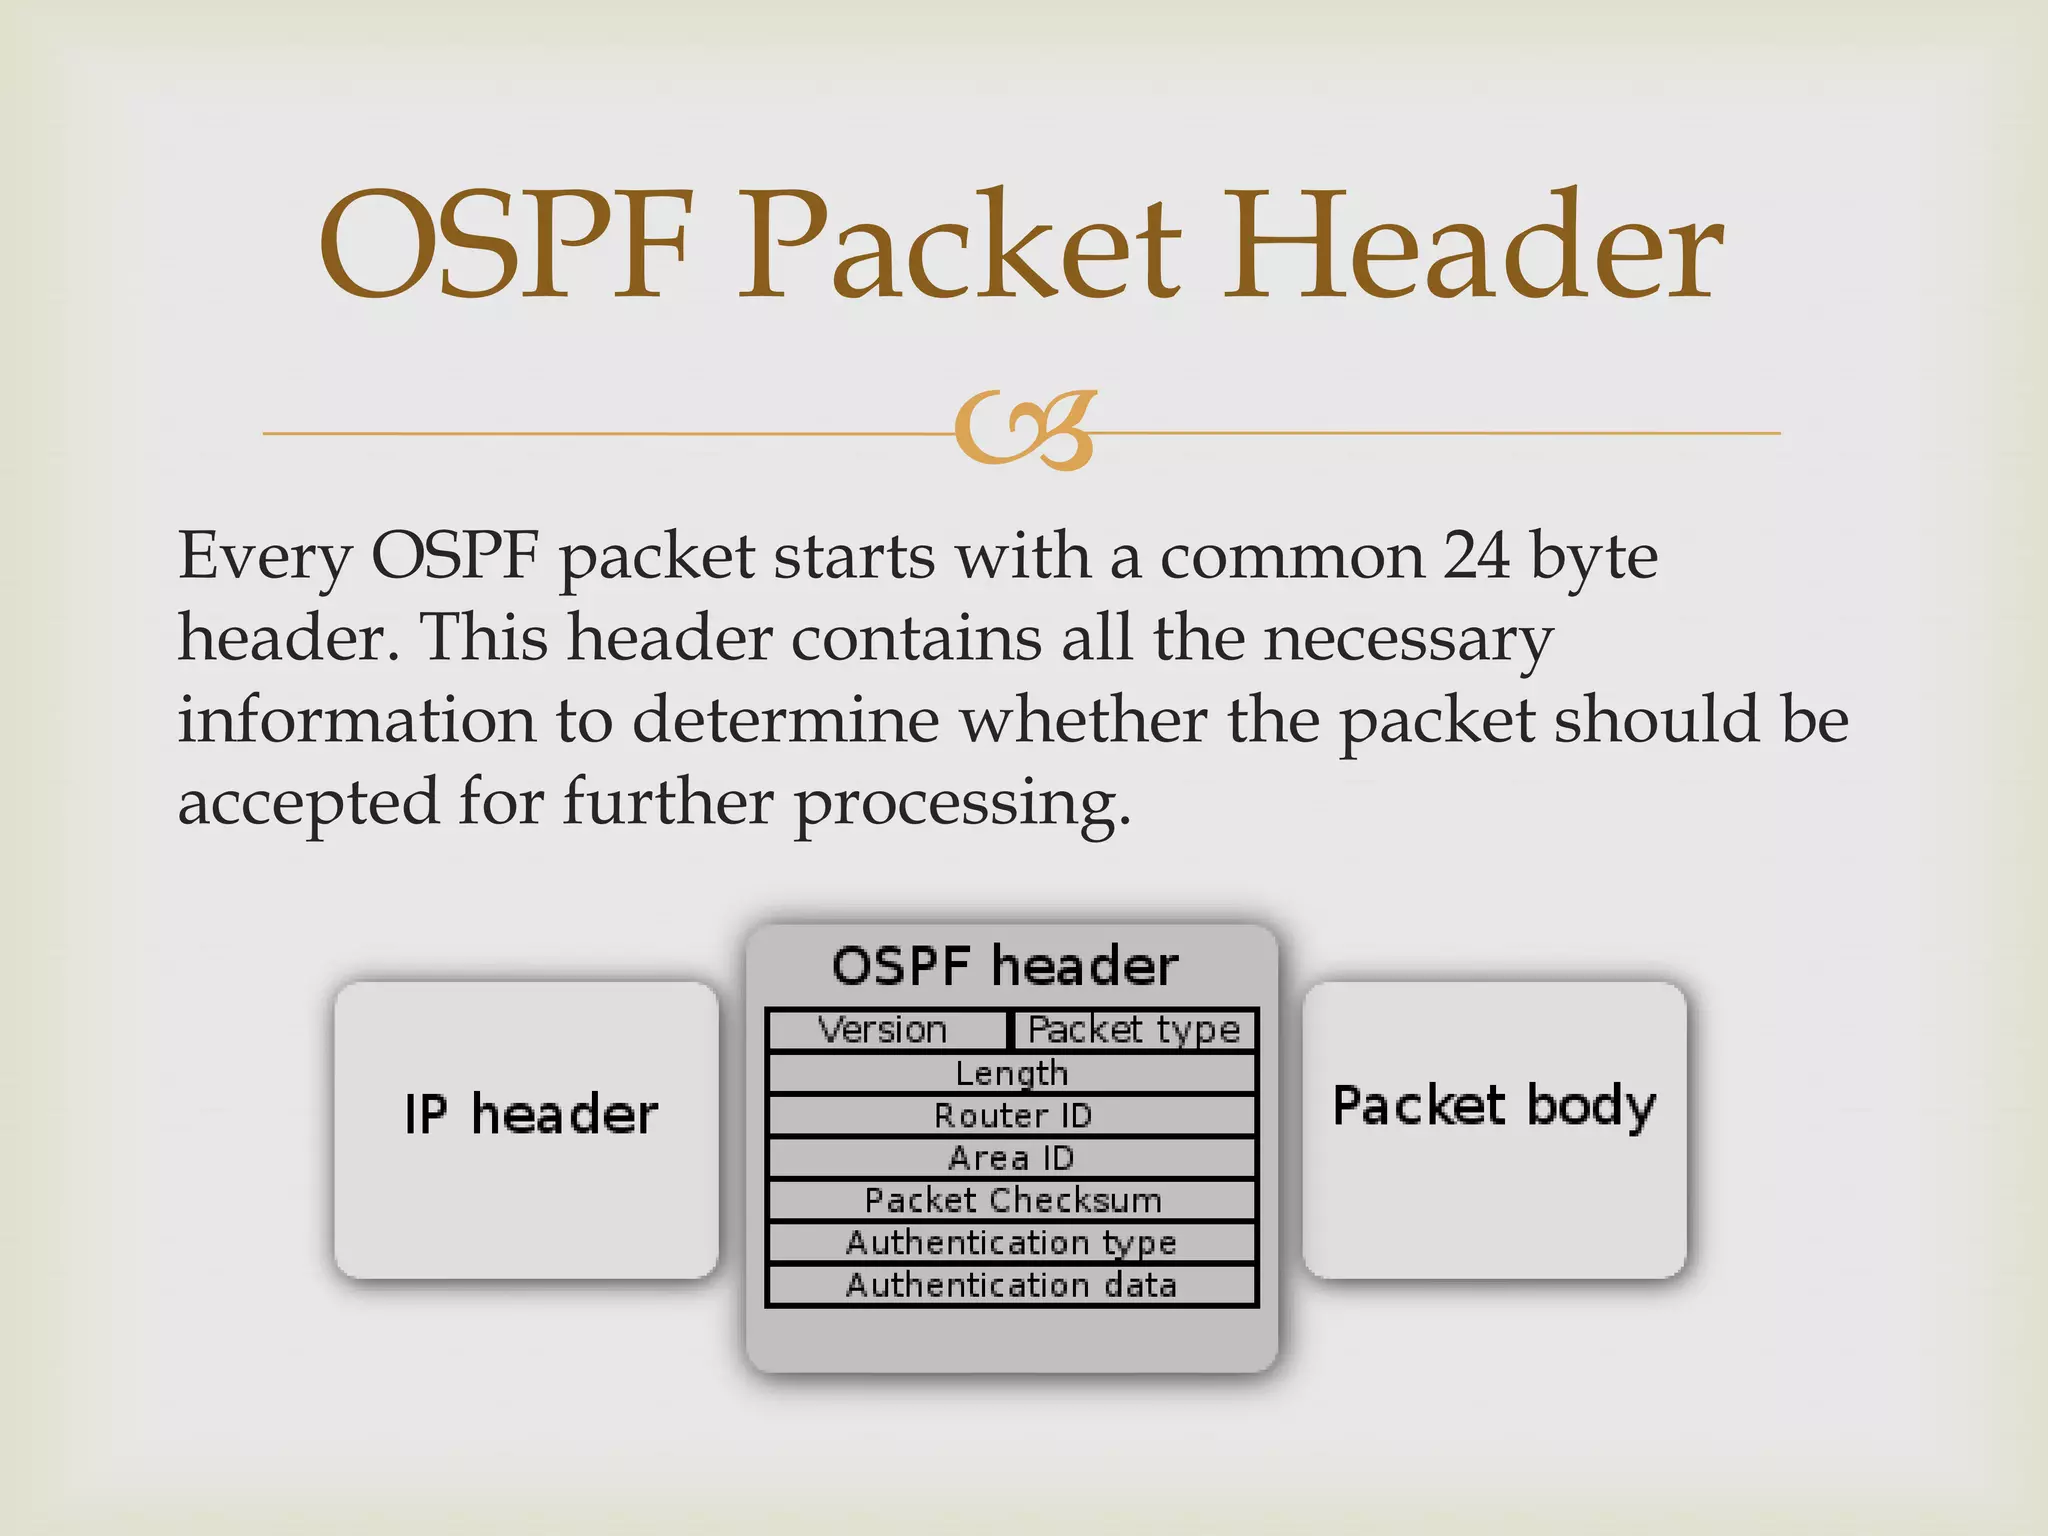 OSPF Packet Header
Every OSPF packet starts with a common 24 byte
header. This header contains all the necessary
information to determine whether the packet should be
accepted for further processing.
IP header
OSPF header
Version Packet type
Length
Router ID
Area ID
Packet Checksum
Authentication type
Authentication data
Packet body